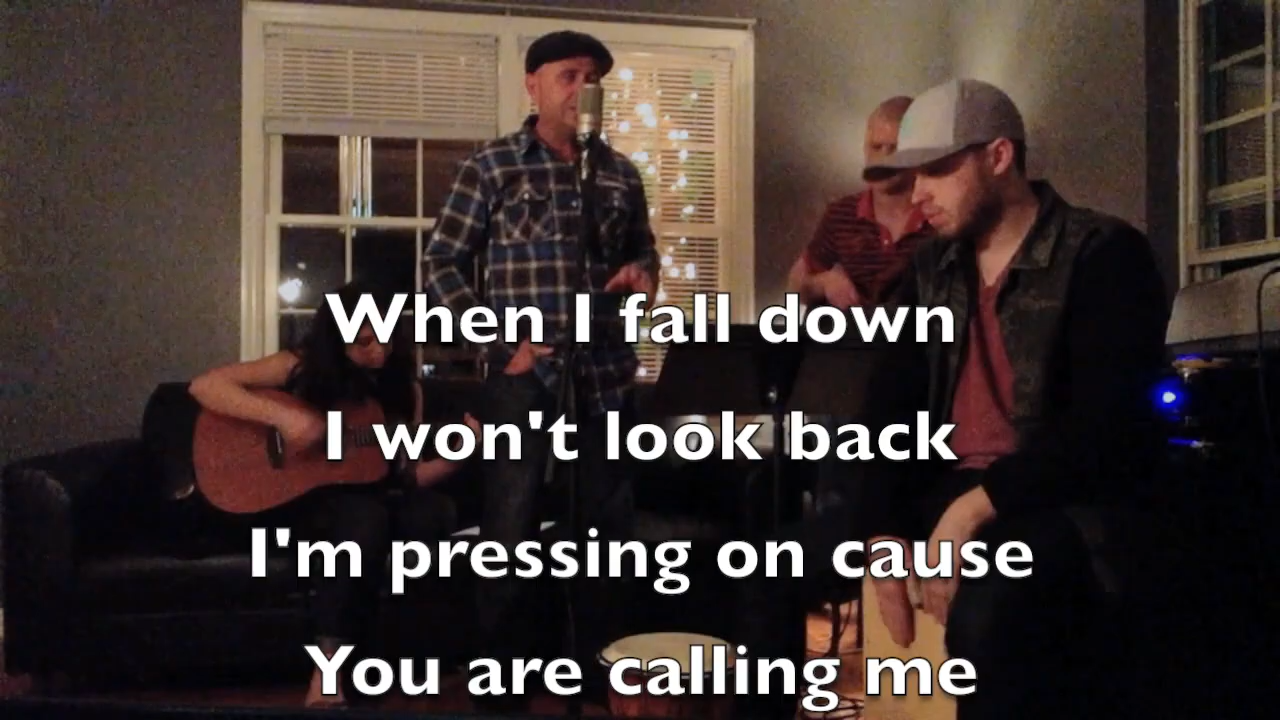 When I fall down
I won't look back
I'm pressing on cause
You are calling me